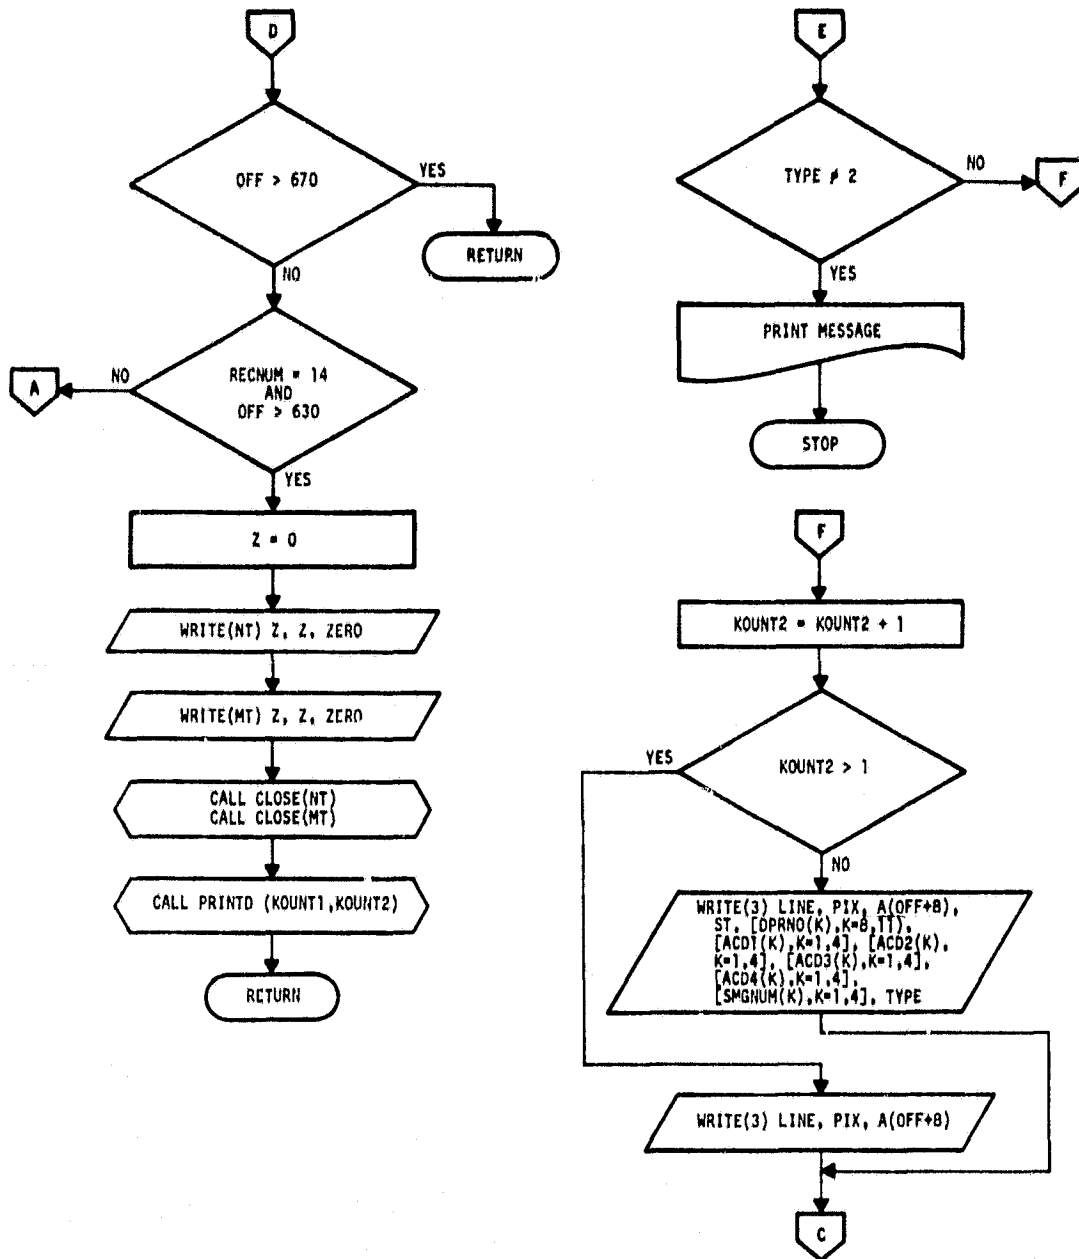 D
OFF > 670
YES
RETURN
NO
RECNUM = 14
AND
OFF > 630
NO
A
YES
Z = 0
WRITE(NT) Z, Z, ZERO
WRITE(MT) Z, Z, ZERO
CALL CLOSE(NT)
CALL CLOSE(MT)
CALL PRINTD (KOUNT1,KOUNT2)
RETURN
E
TYPE ≠ 2
NO
F
YES
PRINT MESSAGE
STOP
F
KOUNT2 = KOUNT2 + 1
KOUNT2 > 1
YES
NO
WRITE(3) LINE, PIX, A(OFF+8),
ST, [DPRNO(K),K=8,11],
[ACD1(K),K=1,4], [ACD2(K),
K=1,4], [ACD3(K),K=1,4],
[ACD4(K),K=1,4],
[SMGNUM(K),K=1,4], TYPE
WRITE(3) LINE, PIX, A(OFF+8)
C